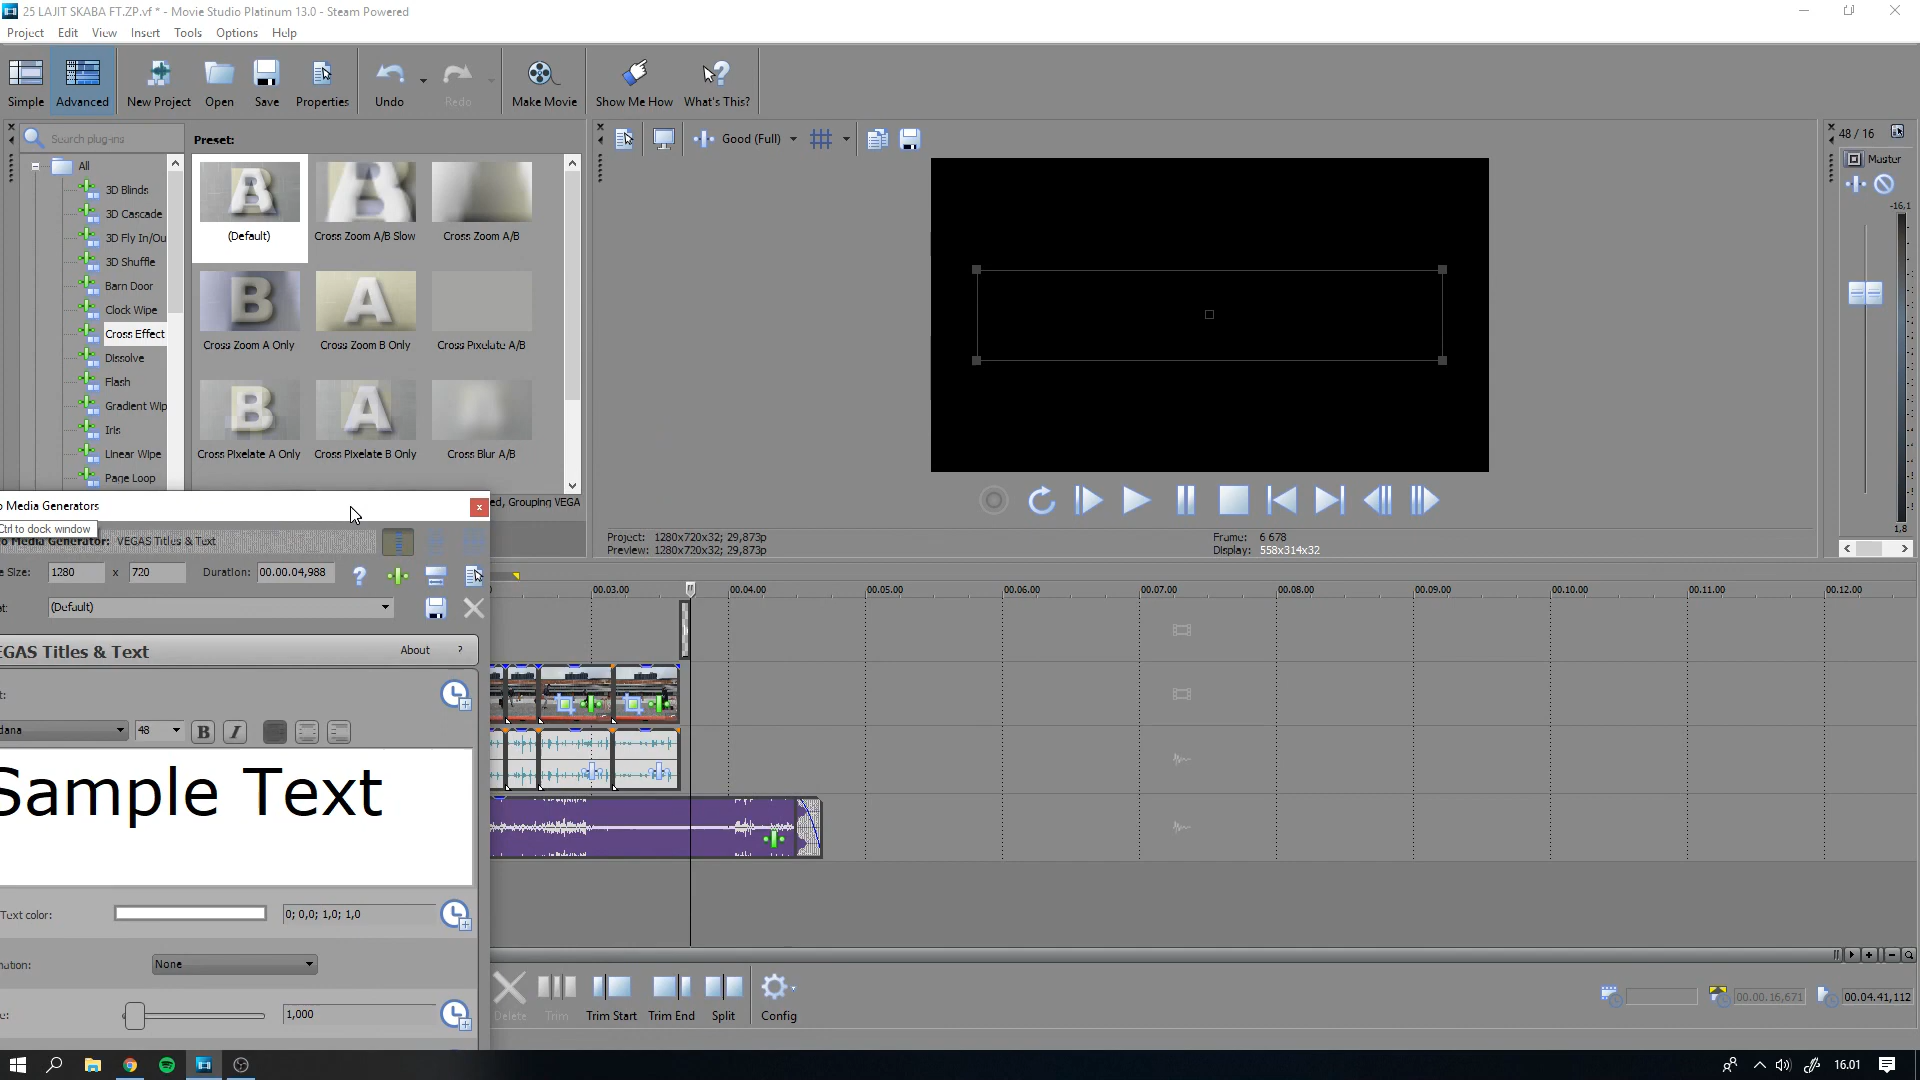 25 LAJIT SKABA FT.ZP.vf * - Movie Studio Platinum 13.0 - Steam Powered
Project Edit View Insert Tools Options Help
Simple Advanced New Project Open Save Properties Undo Redo Make Movie Show Me How What's This?
Search plug-ins
All
3D Blinds
3D Cascade
3D Fly In/Ou
3D Shuffle
Barn Door
Clock Wipe
Cross Effect
Dissolve
Flash
Gradient Wip
Iris
Linear Wipe
Page Loop
Preset:
(Default) Cross Zoom A/B Slow Cross Zoom A/B
Cross Zoom A Only Cross Zoom B Only Cross Pixelate A/B
Cross Pixelate A Only Cross Pixelate B Only Cross Blur A/B
ed, Grouping VEGA
Good (Full)
48 / 16
Master
-16,1
1,8
Project: 1280x720x32; 29,873p
Preview: 1280x720x32; 29,873p
Frame: 6 678
Display: 558x314x32
o Media Generators
Ctrl to dock window
o Media Generator: VEGAS Titles & Text
e Size: 1280 x 720 Duration: 00.00.04,988
et: (Default)
EGAS Titles & Text About ?
t:
dana 48 B I
Sample Text
Text color: 0; 0,0; 1,0; 1,0
mation: None
e: 1,000
00.03.00 00.04.00 00.05.00 00.06.00 00.07.00 00.08.00 00.09.00 00.10.00 00.11.00 00.12.00
Delete Trim Trim Start Trim End Split Config
00.00.16,671 00.04.41,112
16.01